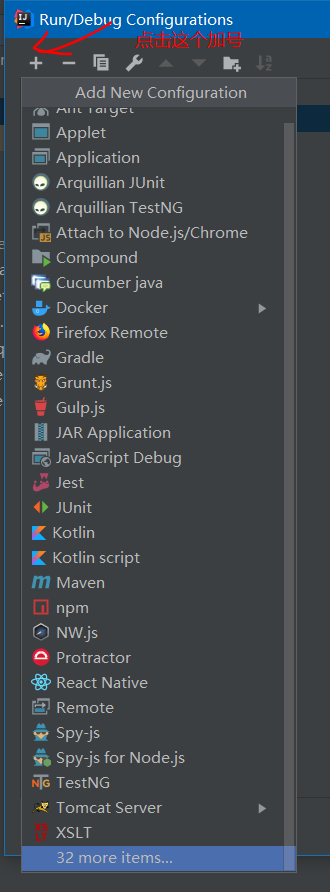 Run/Debug Configurations
点击这个加号
Add New Configuration
Ant Target
Applet
Application
Arquillian JUnit
Arquillian TestNG
Attach to Node.js/Chrome
Compound
Cucumber java
Docker
Firefox Remote
Gradle
Grunt.js
Gulp.js
JAR Application
JavaScript Debug
Jest
JUnit
Kotlin
Kotlin script
Maven
npm
NW.js
Protractor
React Native
Remote
Spy-js
Spy-js for Node.js
TestNG
Tomcat Server
XSLT
32 more items...